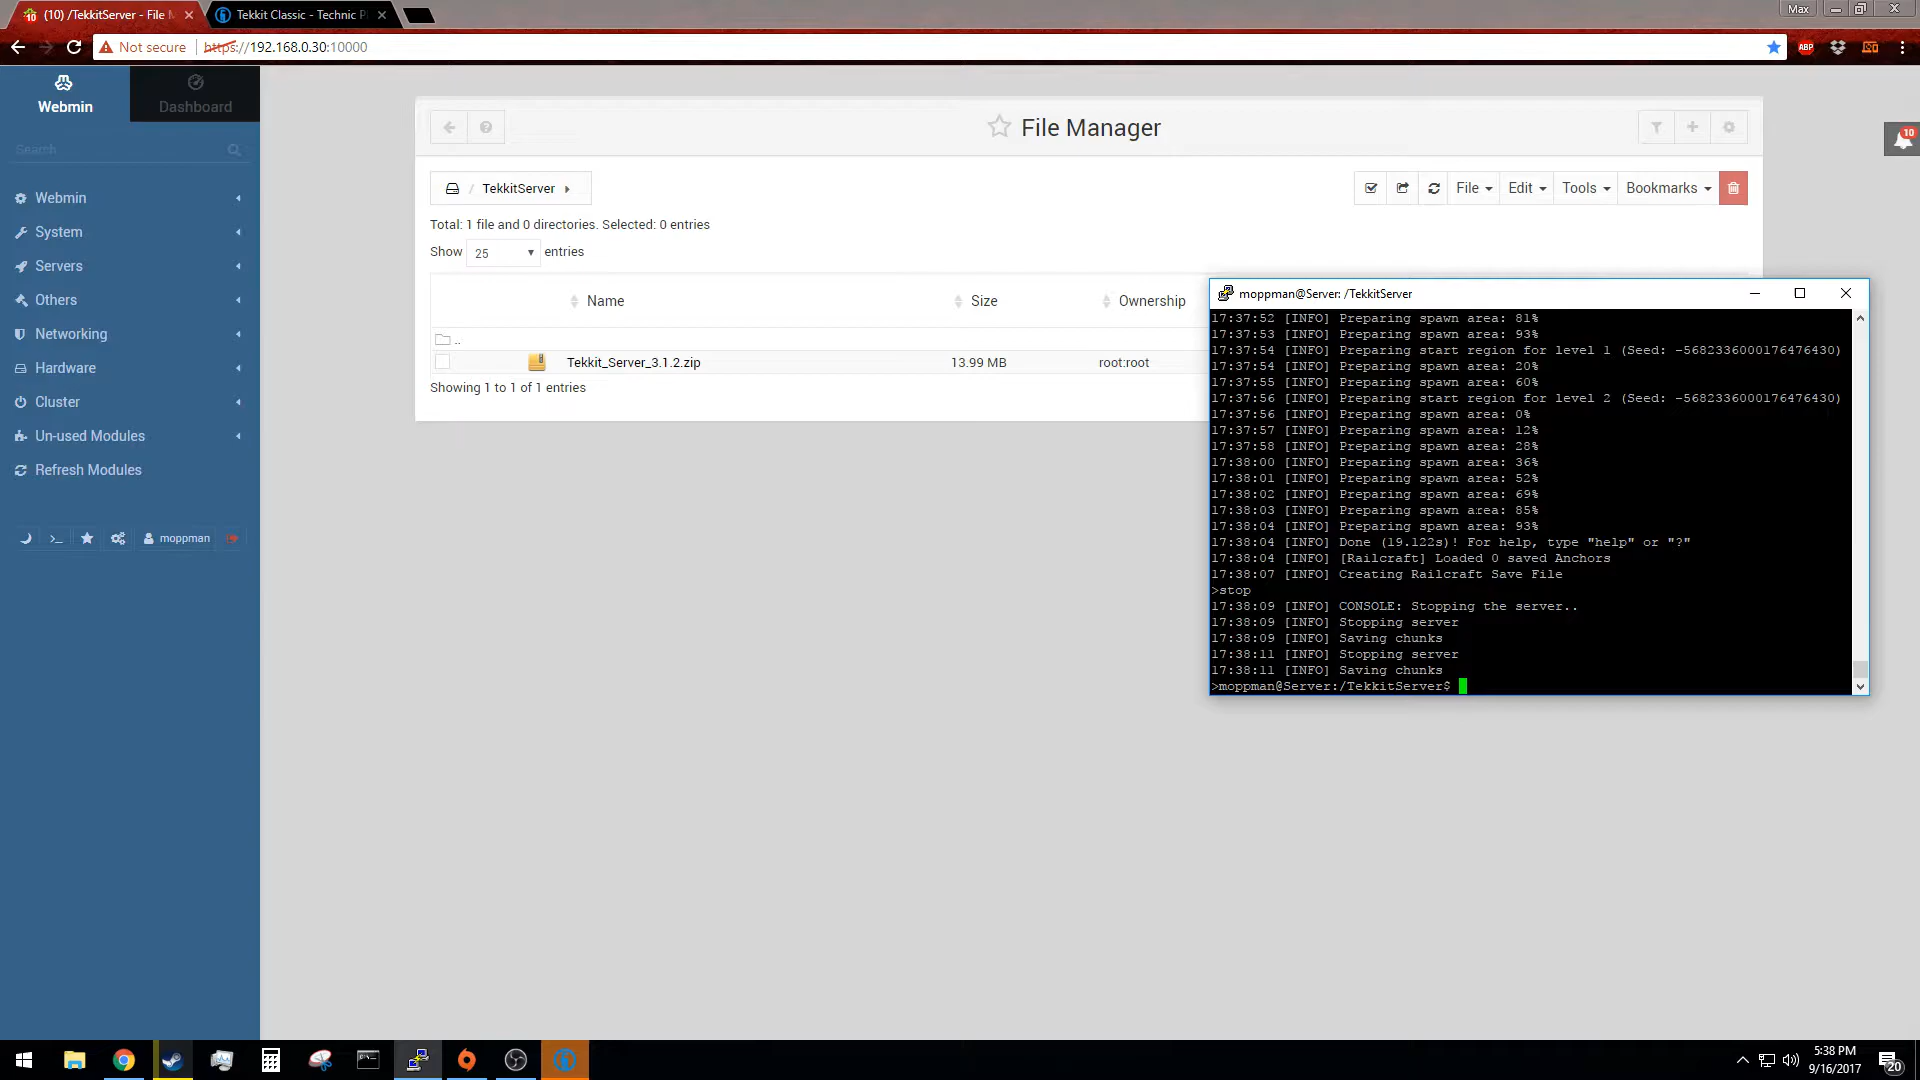 (10) /TekkitServer - File M
Tekkit Classic - Technic P
Max
Not secure
https://192.168.0.30:10000
ABP
Webmin
Dashboard
Search
Webmin
System
Servers
Others
Networking
Hardware
Cluster
Un-used Modules
Refresh Modules
moppman
File Manager
10
/ TekkitServer
File
Edit
Tools
Bookmarks
Total: 1 file and 0 directories. Selected: 0 entries
Show 25 entries
Name
Size
Ownership
..
Tekkit_Server_3.1.2.zip
13.99 MB
root:root
Showing 1 to 1 of 1 entries
moppman@Server: /TekkitServer
17:37:52 [INFO] Preparing spawn area: 81%
17:37:53 [INFO] Preparing spawn area: 93%
17:37:54 [INFO] Preparing start region for level 1 (Seed: -5682336000176476430)
17:37:54 [INFO] Preparing spawn area: 20%
17:37:55 [INFO] Preparing spawn area: 60%
17:37:56 [INFO] Preparing start region for level 2 (Seed: -5682336000176476430)
17:37:56 [INFO] Preparing spawn area: 0%
17:37:57 [INFO] Preparing spawn area: 12%
17:37:58 [INFO] Preparing spawn area: 28%
17:38:00 [INFO] Preparing spawn area: 36%
17:38:01 [INFO] Preparing spawn area: 52%
17:38:02 [INFO] Preparing spawn area: 69%
17:38:03 [INFO] Preparing spawn area: 85%
17:38:04 [INFO] Preparing spawn area: 93%
17:38:04 [INFO] Done (19.122s)! For help, type "help" or "?"
17:38:04 [INFO] [Railcraft] Loaded 0 saved Anchors
17:38:07 [INFO] Creating Railcraft Save File
>stop
17:38:09 [INFO] CONSOLE: Stopping the server..
17:38:09 [INFO] Stopping server
17:38:09 [INFO] Saving chunks
17:38:11 [INFO] Stopping server
17:38:11 [INFO] Saving chunks
>moppman@Server:/TekkitServer$
5:38 PM
9/16/2017
20